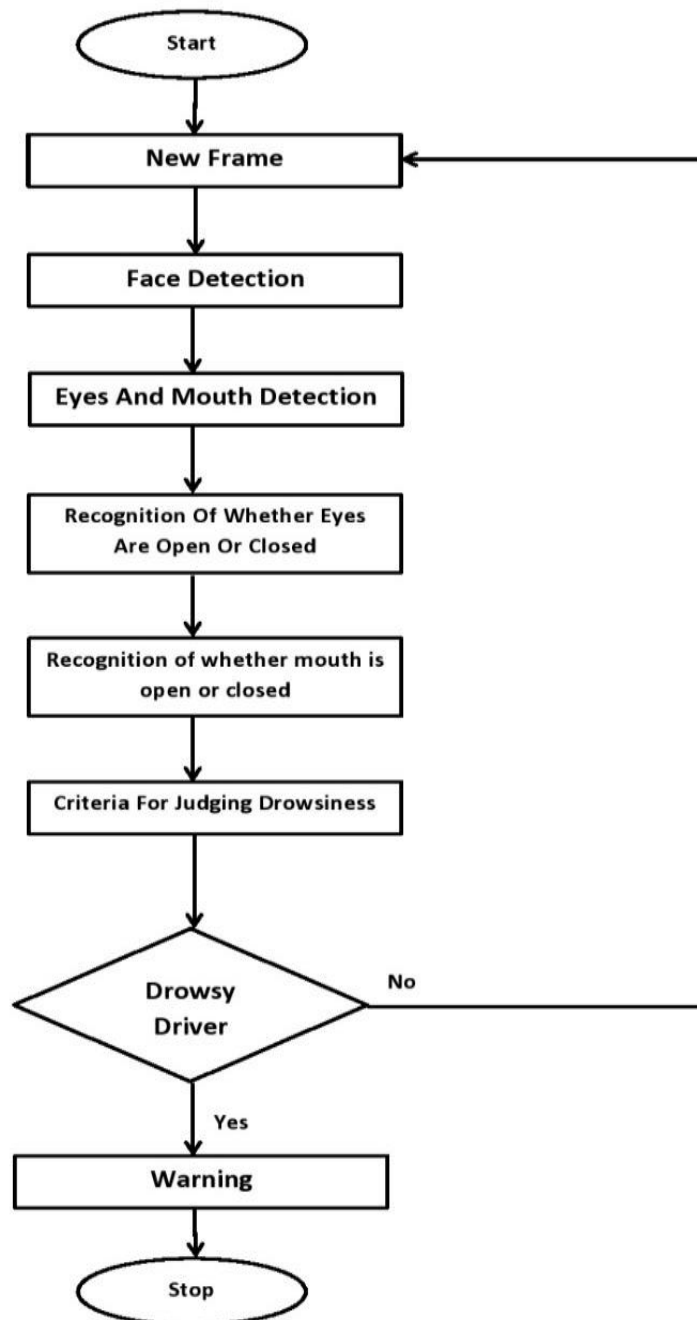 Start
New Frame
Face Detection
Eyes And Mouth Detection
Recognition Of Whether Eyes
Are Open Or Closed
Recognition of whether mouth is
open or closed
Criteria For Judging Drowsiness
Drowsy
Driver
No
Yes
Warning
Stop